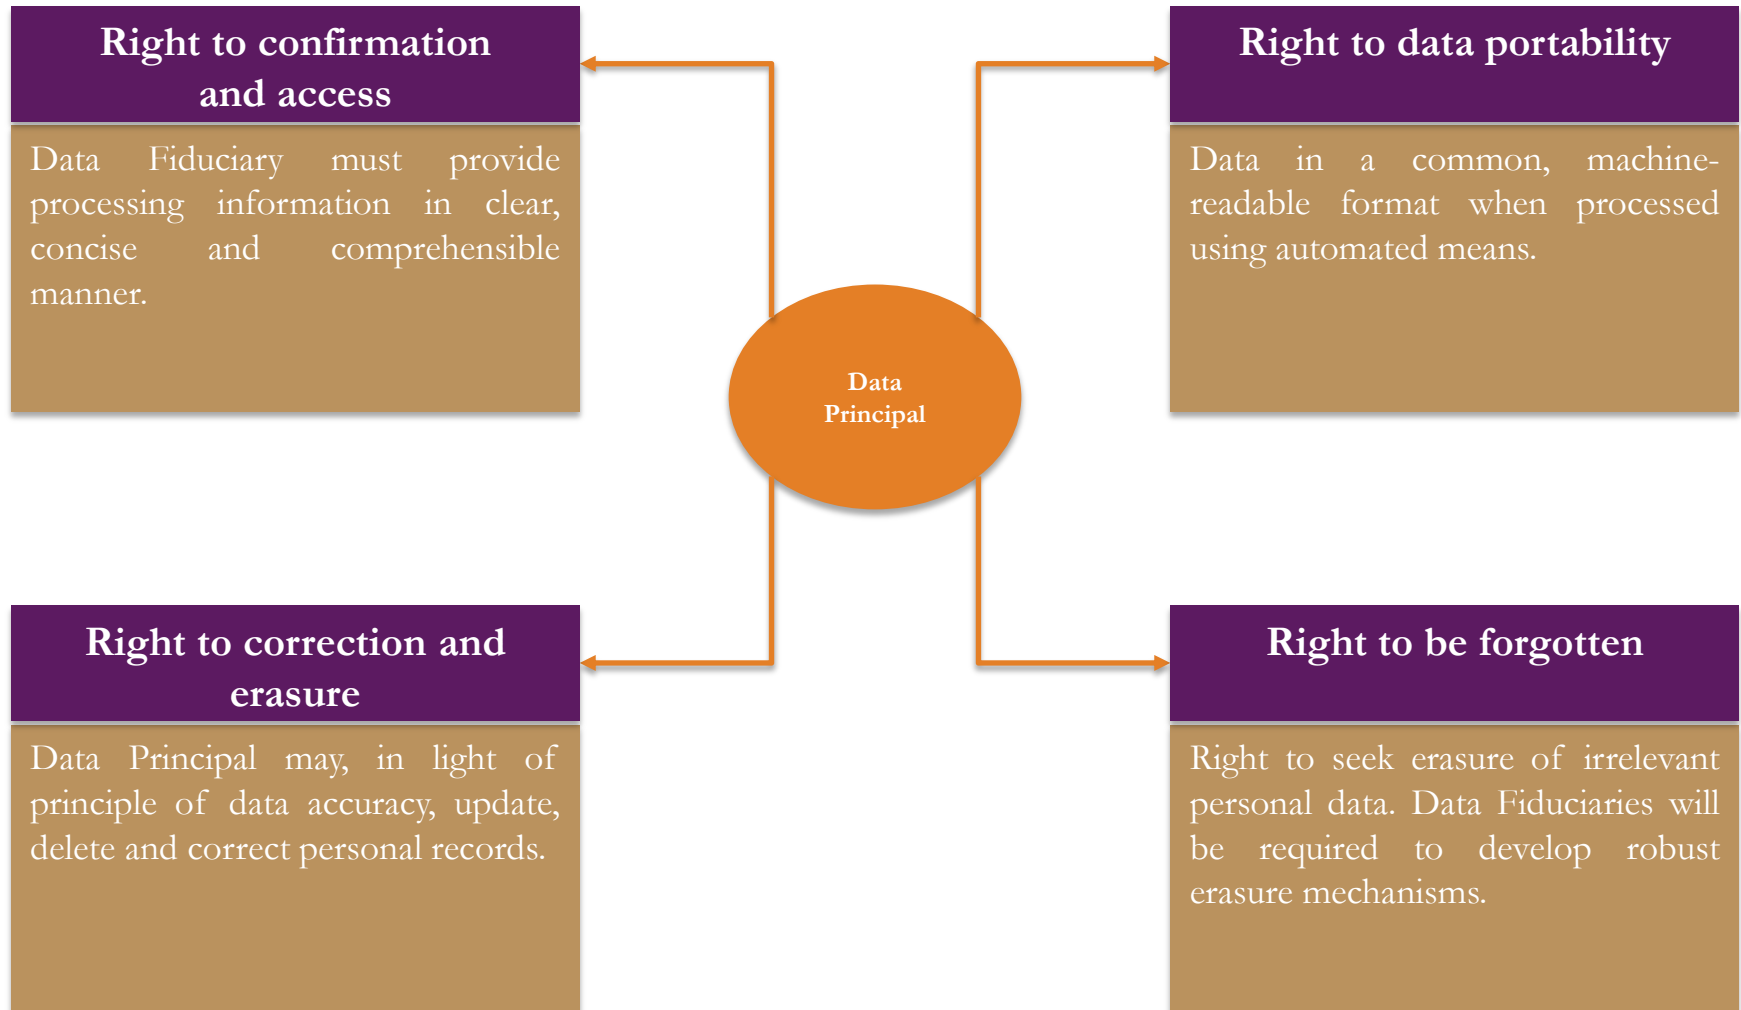 Right to confirmation
and access
Data Fiduciary must provide
processing information in clear,
concise and comprehensible
manner.
Right to data portability
Data in a common, machine-
readable format when processed
using automated means.
Data
Principal
Right to correction and
erasure
Data Principal may, in light of
principle of data accuracy, update,
delete and correct personal records.
Right to be forgotten
Right to seek erasure of irrelevant
personal data. Data Fiduciaries will
be required to develop robust
erasure mechanisms.